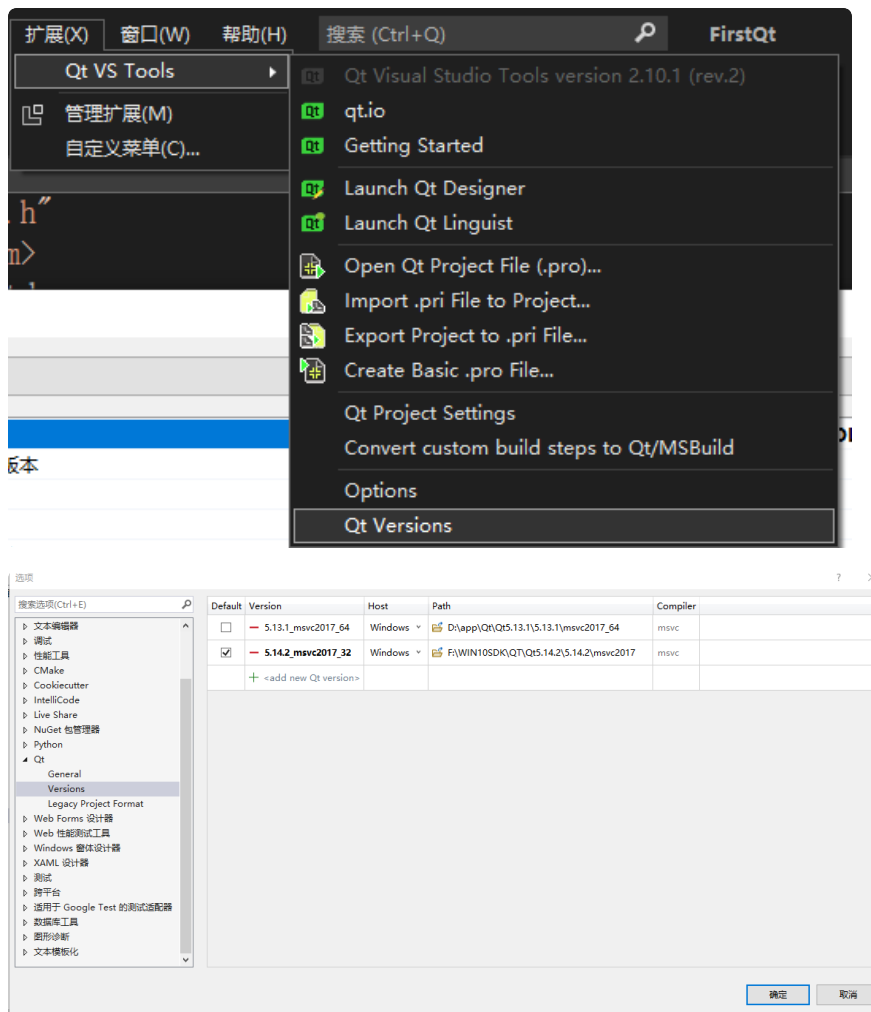 扩展(X) 窗口(W) 帮助(H) 搜索 (Ctrl+Q) FirstQt
Qt VS Tools
管理扩展(M)
自定义菜单(C)...
Qt Visual Studio Tools version 2.10.1 (rev.2)
qt.io
Getting Started
Launch Qt Designer
Launch Qt Linguist
Open Qt Project File (.pro)...
Import .pri File to Project...
Export Project to .pri File...
Create Basic .pro File...
Qt Project Settings
Convert custom build steps to Qt/MSBuild
Options
Qt Versions
.h"
m>
版本
选项
搜索选项(Ctrl+E)
文本编辑器
调试
性能工具
CMake
Cookiecutter
IntelliCode
Live Share
NuGet 包管理器
Python
Qt
General
Versions
Legacy Project Format
Web Forms 设计器
Web 性能测试工具
Windows 窗体设计器
XAML 设计器
测试
跨平台
适用于 Google Test 的测试适配器
数据库工具
图形诊断
文本模板化
Default Version Host Path Compiler
5.13.1_msvc2017_64 Windows D:\app\Qt\Qt5.13.1\5.13.1\msvc2017_64 msvc
5.14.2_msvc2017_32 Windows F:\WIN10SDK\QT\Qt5.14.2\5.14.2\msvc2017 msvc
<add new Qt version>
确定 取消